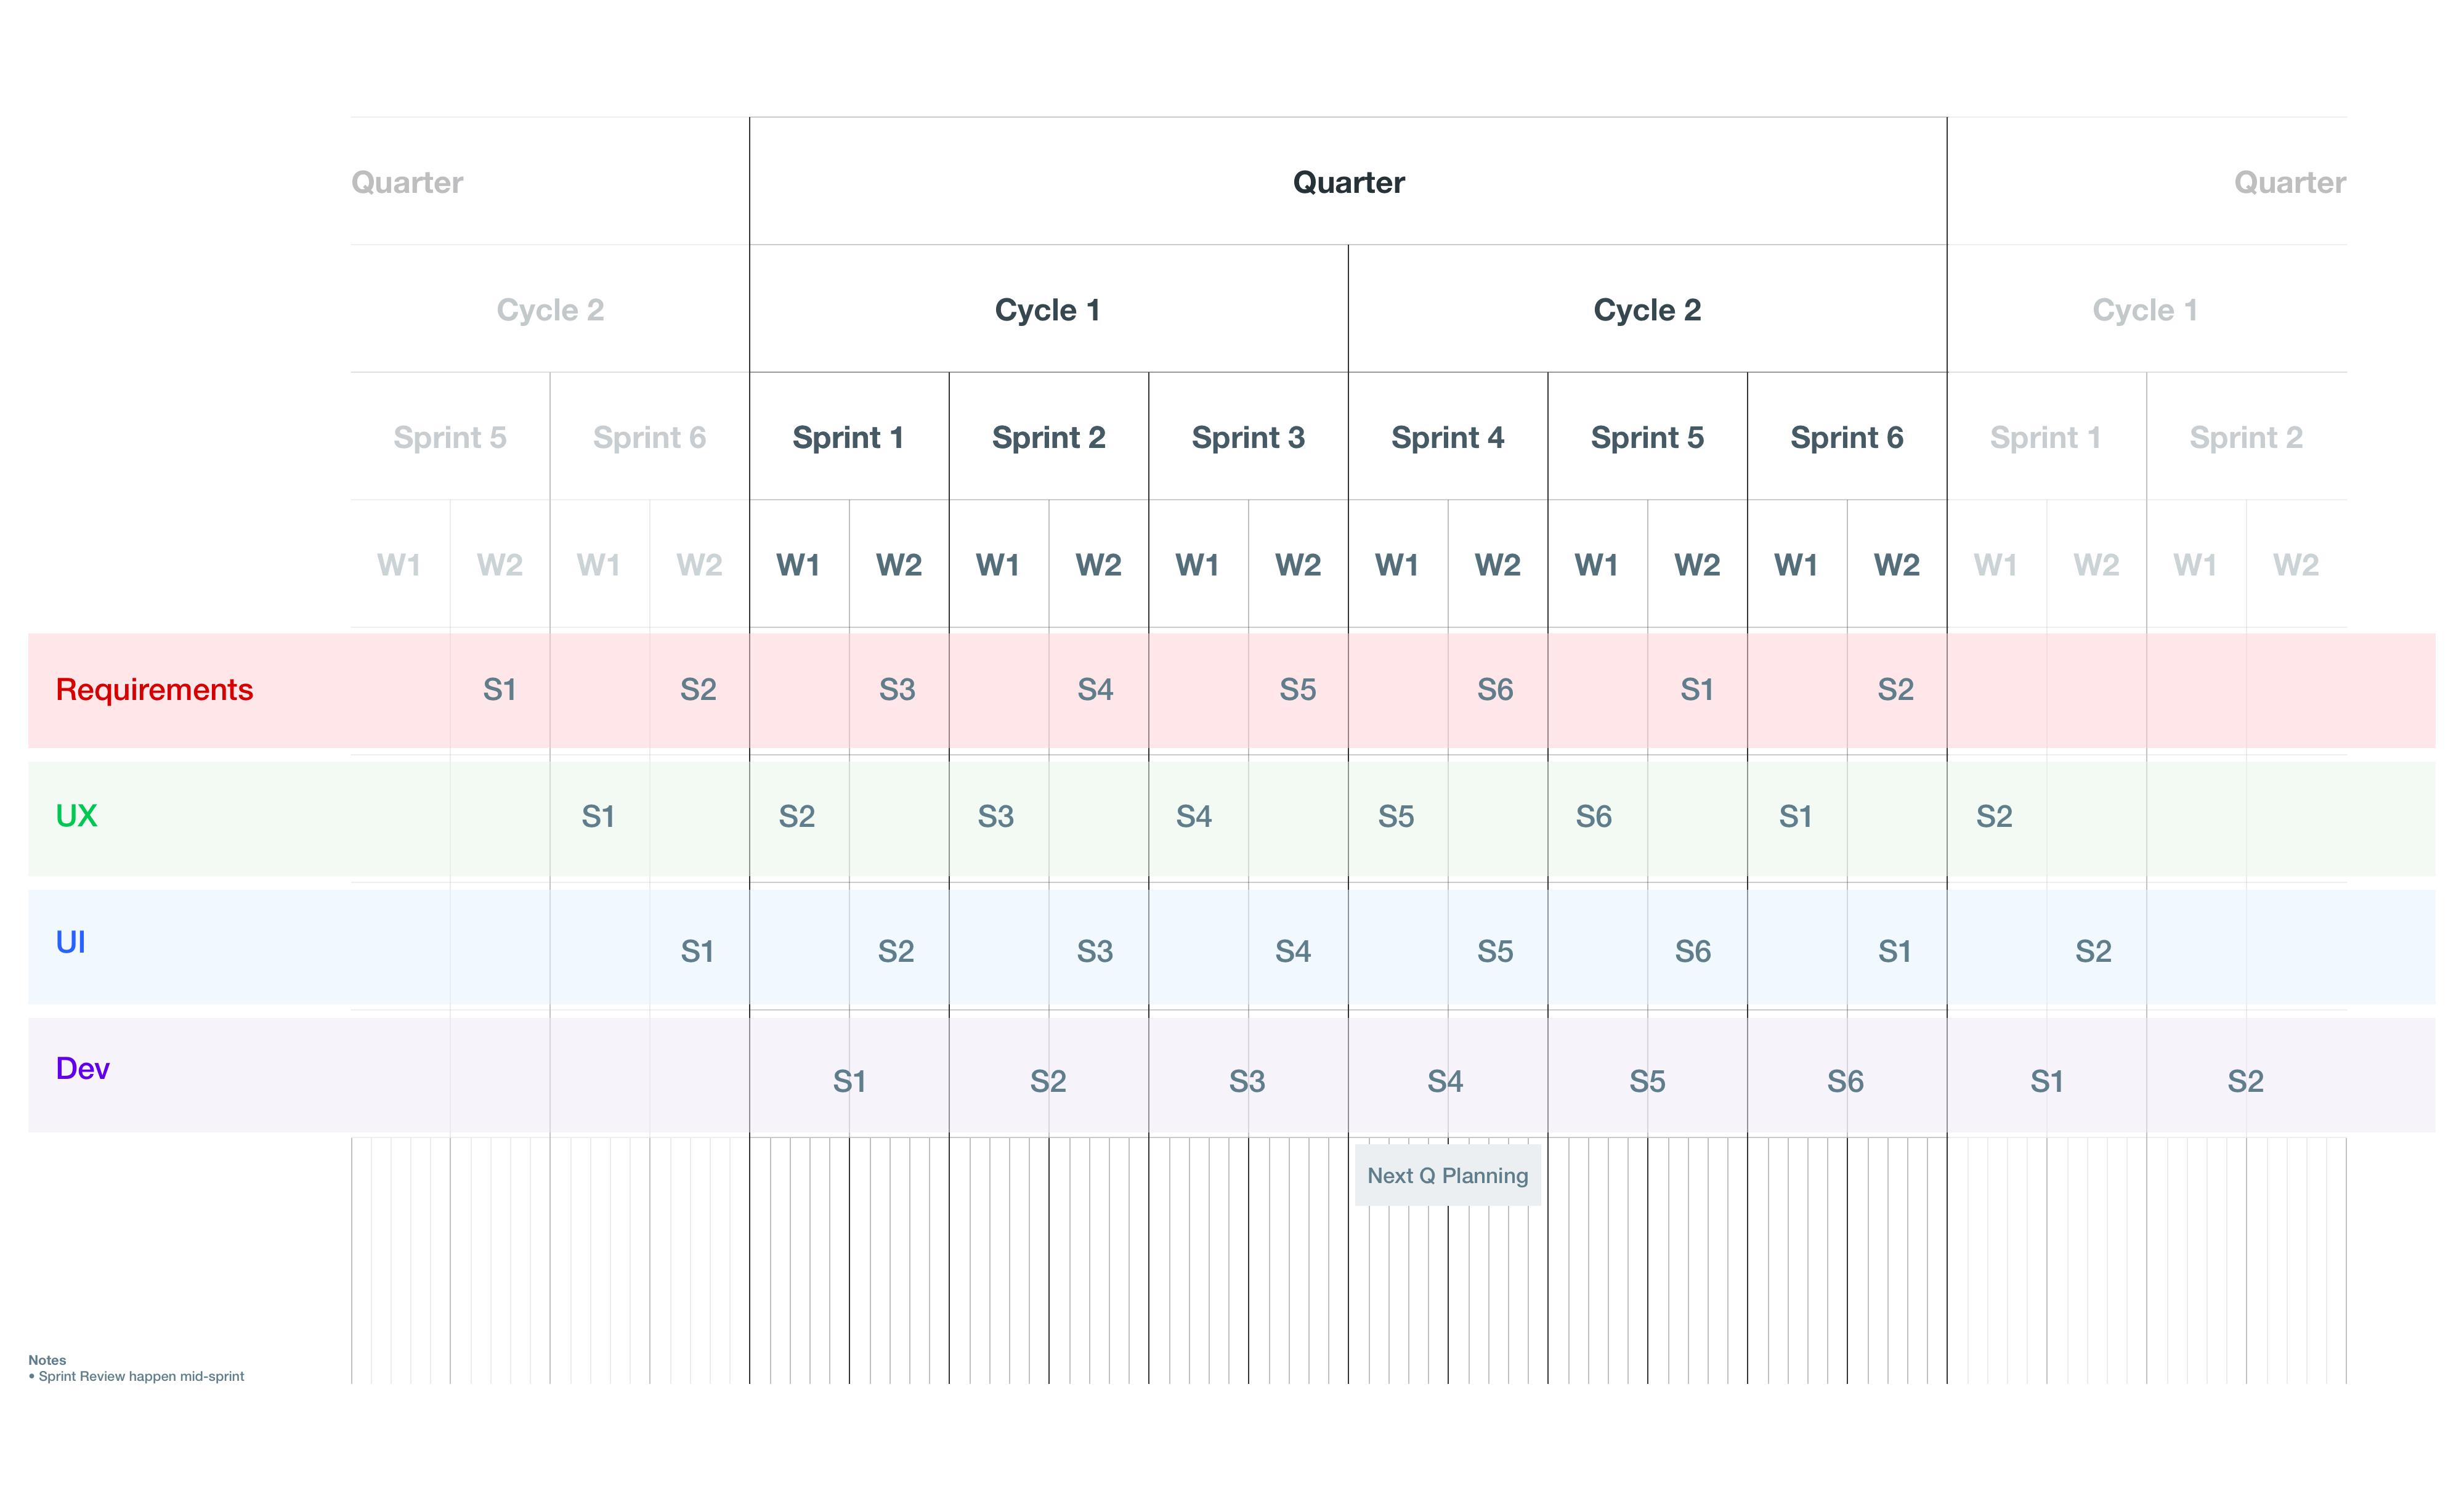 Quarter Quarter Quarter
Cycle 2 Cycle 1 Cycle 2 Cycle 1
Sprint 5 Sprint 6 Sprint 1 Sprint 2 Sprint 3 Sprint 4 Sprint 5 Sprint 6 Sprint 1 Sprint 2
W1 W2 W1 W2 W1 W2 W1 W2 W1 W2 W1 W2 W1 W2 W1 W2 W1 W2 W1 W2
Requirements S1 S2 S3 S4 S5 S6 S1 S2
UX S1 S2 S3 S4 S5 S6 S1 S2
UI S1 S2 S3 S4 S5 S6 S1 S2
Dev S1 S2 S3 S4 S5 S6 S1 S2
Next Q Planning
Notes
• Sprint Review happen mid-sprint